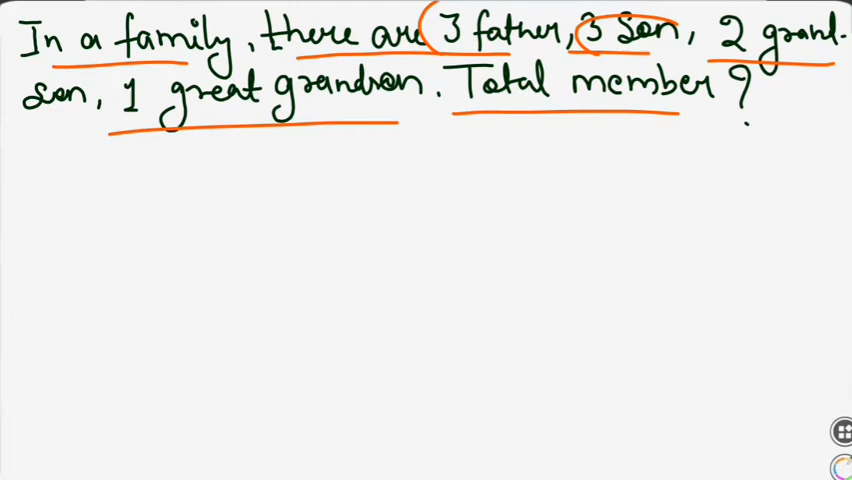 In a family, there are 3 father, 3 son, 2 grand-
son, 1 great grandson. Total member ?